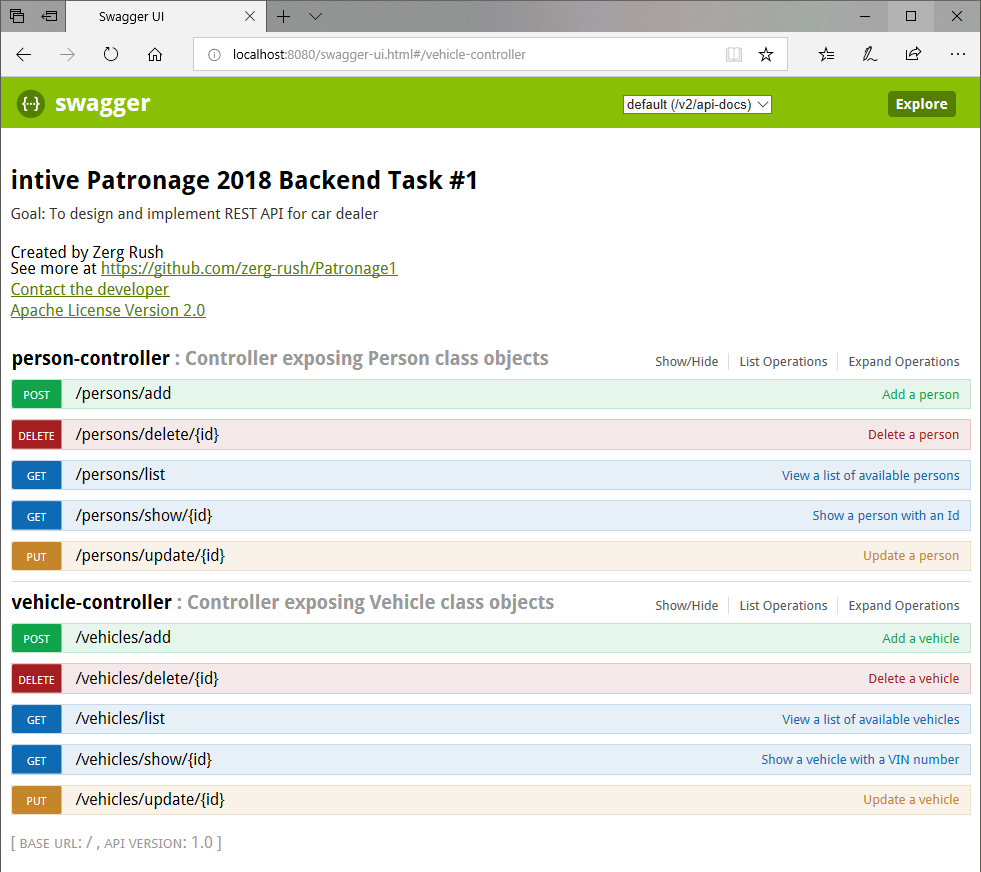 Swagger UI
localhost:8080/swagger-ui.html#/vehicle-controller
{··} swagger
default (/v2/api-docs)
Explore
intive Patronage 2018 Backend Task #1
Goal: To design and implement REST API for car dealer
Created by Zerg Rush
See more at https://github.com/zerg-rush/Patronage1
Contact the developer
Apache License Version 2.0
person-controller : Controller exposing Person class objects
Show/Hide List Operations Expand Operations
POST /persons/add Add a person
DELETE /persons/delete/{id} Delete a person
GET /persons/list View a list of available persons
GET /persons/show/{id} Show a person with an Id
PUT /persons/update/{id} Update a person
vehicle-controller : Controller exposing Vehicle class objects
Show/Hide List Operations Expand Operations
POST /vehicles/add Add a vehicle
DELETE /vehicles/delete/{id} Delete a vehicle
GET /vehicles/list View a list of available vehicles
GET /vehicles/show/{id} Show a vehicle with a VIN number
PUT /vehicles/update/{id} Update a vehicle
[ BASE URL: / , API VERSION: 1.0 ]